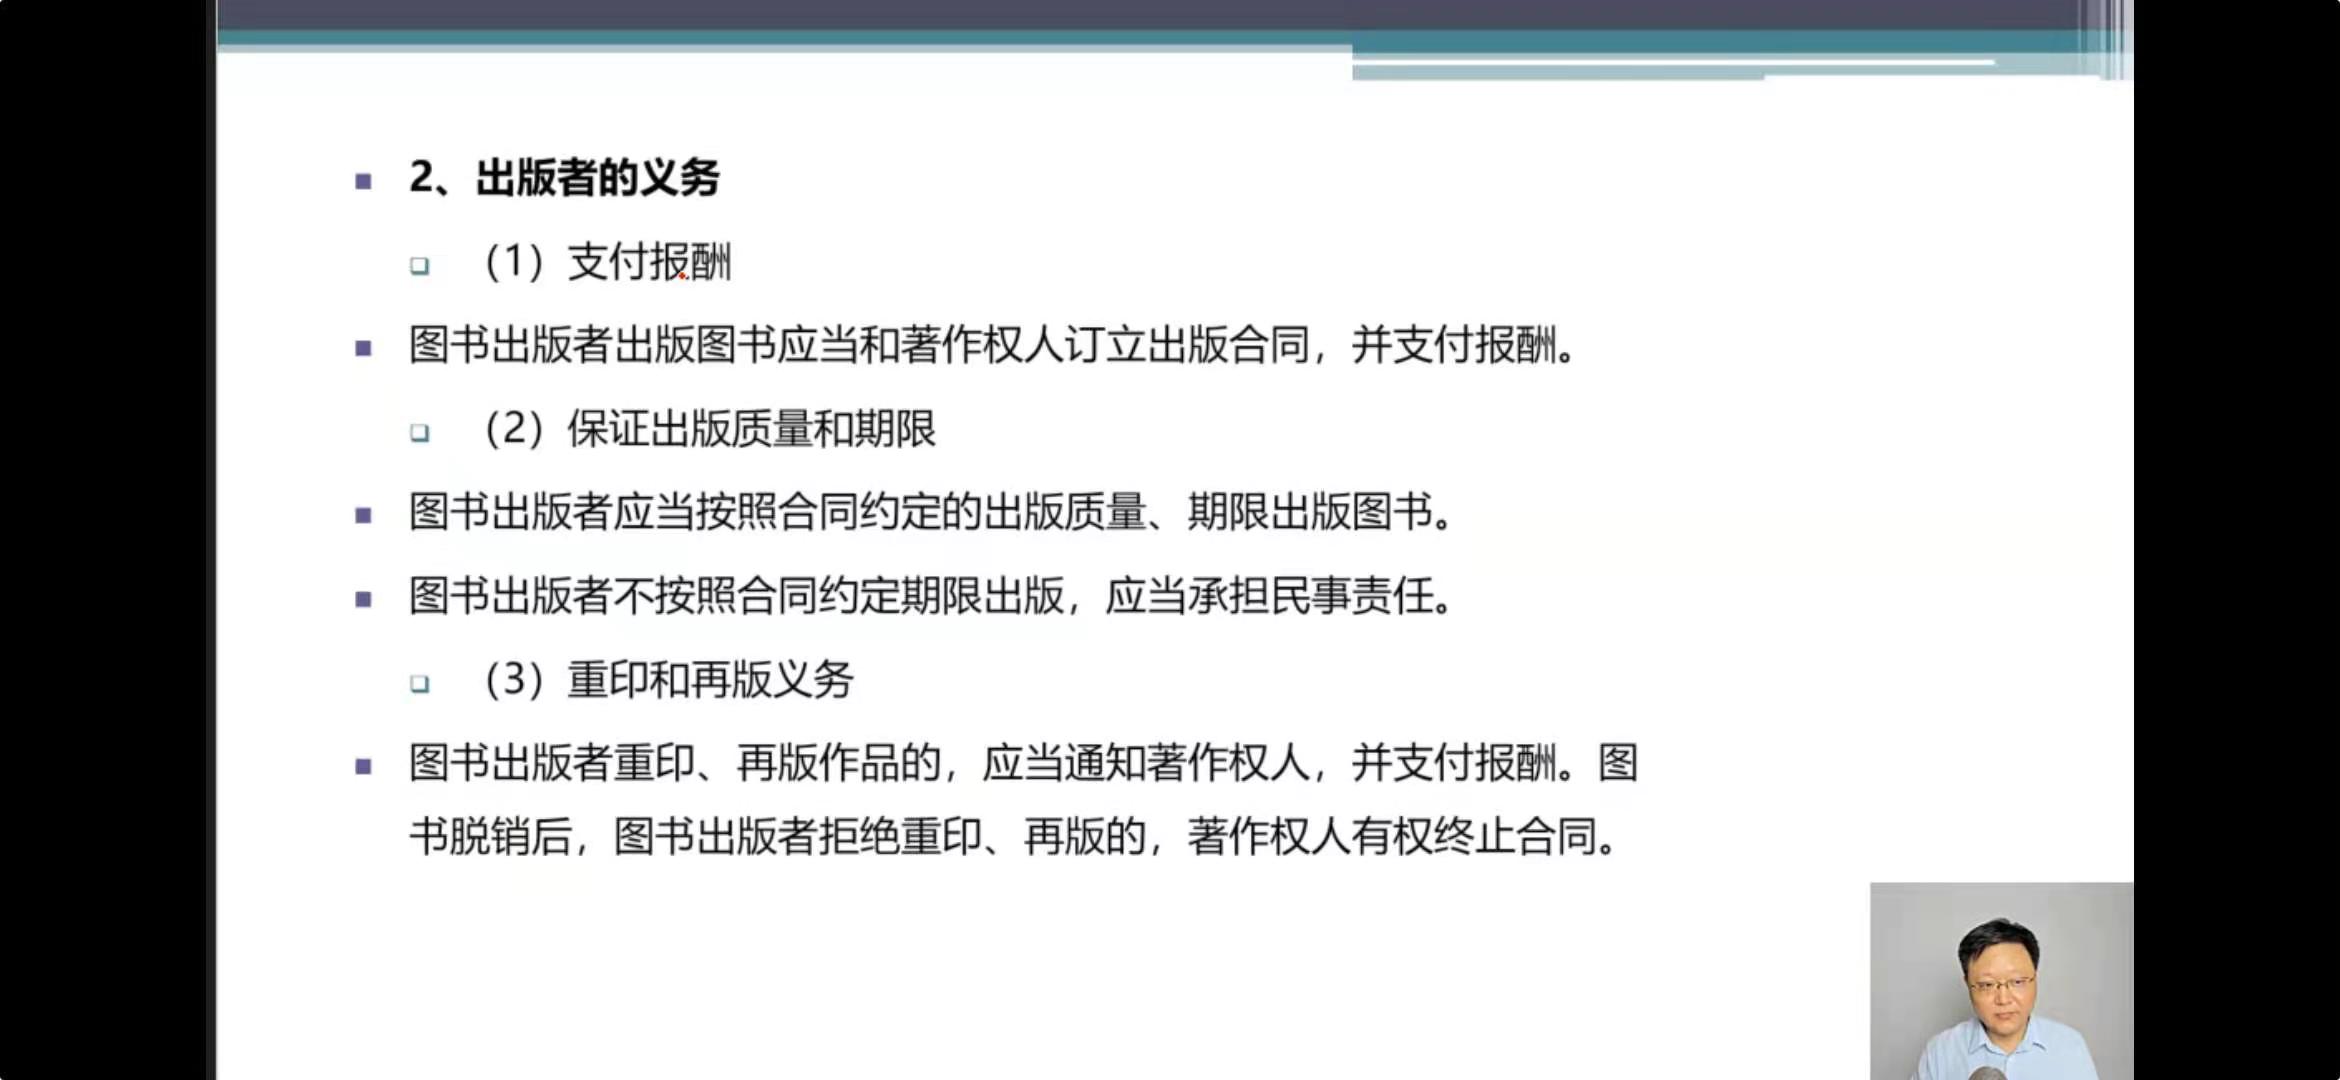 2、出版者的义务
（1）支付报酬
图书出版者出版图书应当和著作权人订立出版合同，并支付报酬。
（2）保证出版质量和期限
图书出版者应当按照合同约定的出版质量、期限出版图书。
图书出版者不按照合同约定期限出版，应当承担民事责任。
（3）重印和再版义务
图书出版者重印、再版作品的，应当通知著作权人，并支付报酬。图
书脱销后，图书出版者拒绝重印、再版的，著作权人有权终止合同。